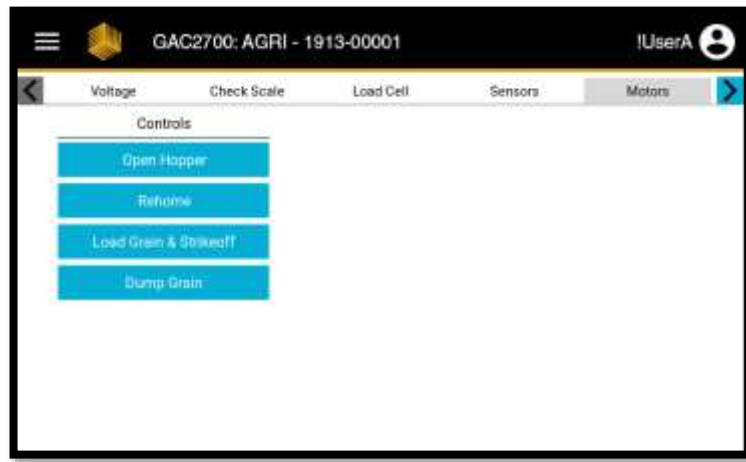 GAC2700: AGRI - 1913-00001 !UserA
Voltage Check Scale Load Cell Sensors Motors
Controls
Open Hopper
Rehome
Load Grain & Strikeoff
Dump Grain